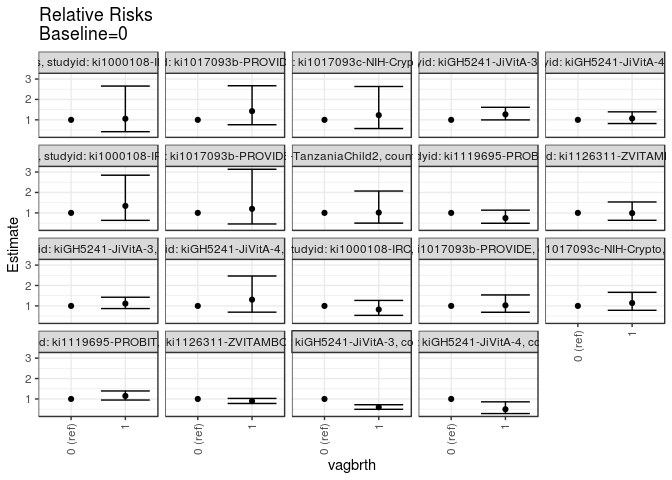 Relative Risks
Baseline=0
, studyid: ki1000108-I
: ki1017093b-PROVID
: ki1017093c-NIH-Cryp
yid: kiGH5241-JiVitA-3
yid: kiGH5241-JiVitA-4
3
2
1
, studyid: ki1000108-I
: ki1017093b-PROVIDE
-TanzaniaChild2, coun
dyid: ki1119695-PROB
d: ki1126311-ZVITAM
3
2
1
id: kiGH5241-JiVitA-3,
id: kiGH5241-JiVitA-4,
tudyid: ki1000108-IRC,
i1017093b-PROVIDE,
1017093c-NIH-Crypto,
3
2
1
d: ki1119695-PROBIT,
ki1126311-ZVITAMBO
kiGH5241-JiVitA-3, co
: kiGH5241-JiVitA-4, co
3
2
1
0 (ref)
1
0 (ref)
1
0 (ref)
1
0 (ref)
1
0 (ref)
1
Estimate
vagbrth